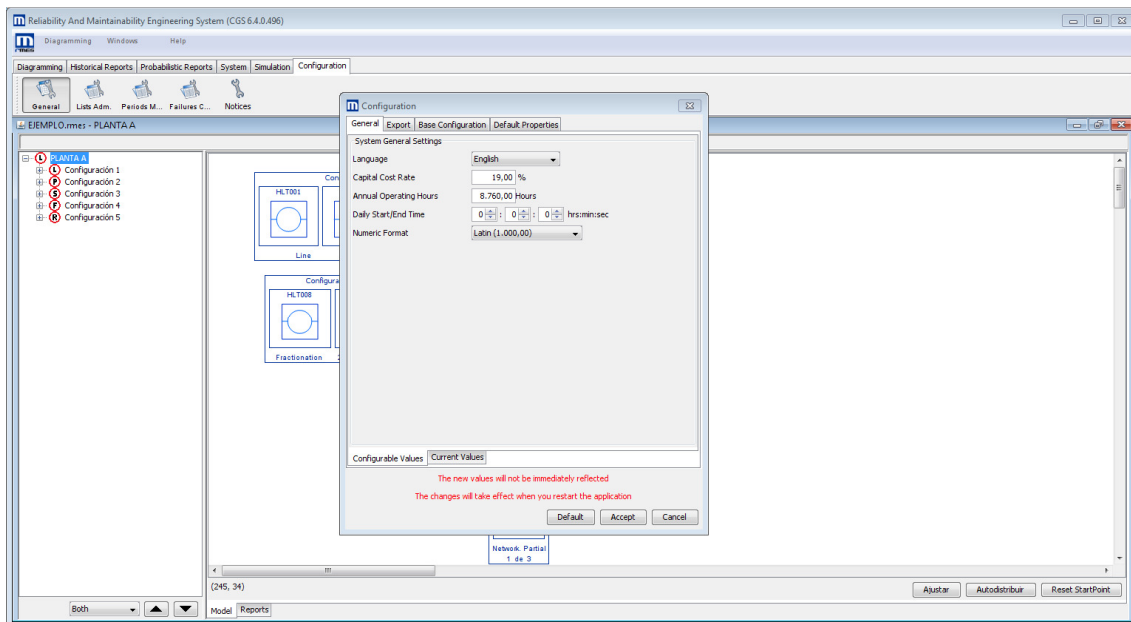 Reliability And Maintainability Engineering System (CGS 6.4.0.496)
Diagramming Windows Help
Diagramming Historical Reports Probabilistic Reports System Simulation Configuration
General Lists Adm. Periods M... Failures C... Notices
EJEMPLO.rmes - PLANTA A
PLANTA A
Configuración 1
Configuración 2
Configuración 3
Configuración 4
Configuración 5
Both
HLT001
Line
HLT008
Fractionation
Configuration
General Export Base Configuration Default Properties
System General Settings
Language English
Capital Cost Rate 19,00 %
Annual Operating Hours 8.760,00 Hours
Daily Start/End Time 0 : 0 : 0 hrs:min:sec
Numeric Format Latin (1.000,00)
Configurable Values Current Values
The new values will not be immediately reflected
The changes will take effect when you restart the application
Default Accept Cancel
Network. Partial
1 de 3
(245, 34)
Ajustar Autodistribuir Reset StartPoint
Model Reports